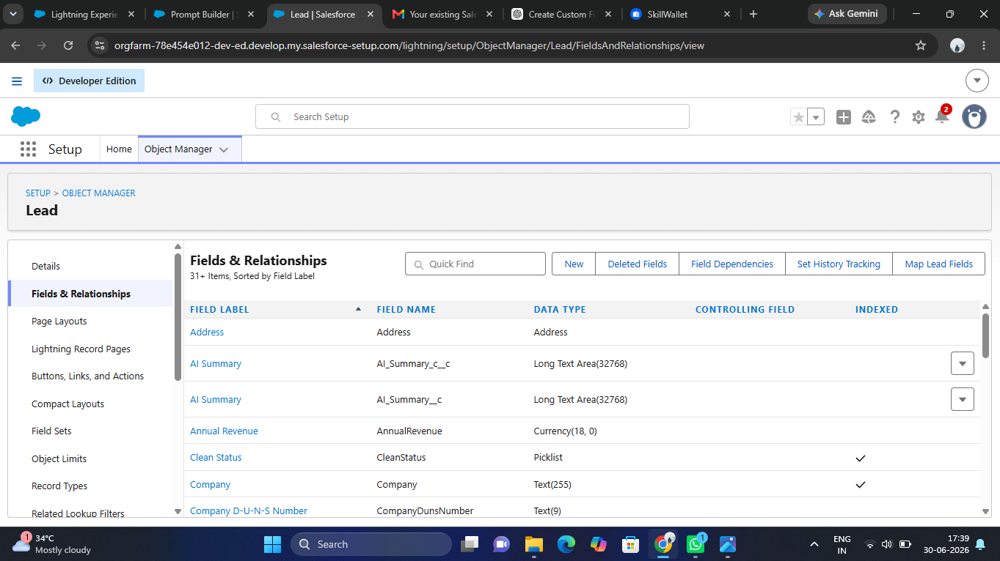 Lightning Experie
Prompt Builder |
Lead | Salesforce
Your existing Sale
Create Custom Fi
SkillWallet
Ask Gemini
orgfarm-78e454e012-dev-ed.develop.my.salesforce-setup.com/lightning/setup/ObjectManager/Lead/FieldsAndRelationships/view
</> Developer Edition
Search Setup
2
Setup
Home
Object Manager
SETUP > OBJECT MANAGER
Lead
Details
Fields & Relationships
Page Layouts
Lightning Record Pages
Buttons, Links, and Actions
Compact Layouts
Field Sets
Object Limits
Record Types
Related Lookup Filters
Fields & Relationships
31+ Items, Sorted by Field Label
Quick Find
New
Deleted Fields
Field Dependencies
Set History Tracking
Map Lead Fields
FIELD LABEL FIELD NAME DATA TYPE CONTROLLING FIELD INDEXED
Address Address Address
AI Summary AI_Summary_c__c Long Text Area(32768)
AI Summary AI_Summary__c Long Text Area(32768)
Annual Revenue AnnualRevenue Currency(18, 0)
Clean Status CleanStatus Picklist
Company Company Text(255)
Company D-U-N-S Number CompanyDunsNumber Text(9)
1
34°C
Mostly cloudy
Search
1
ENG
IN
17:39
30-06-2026